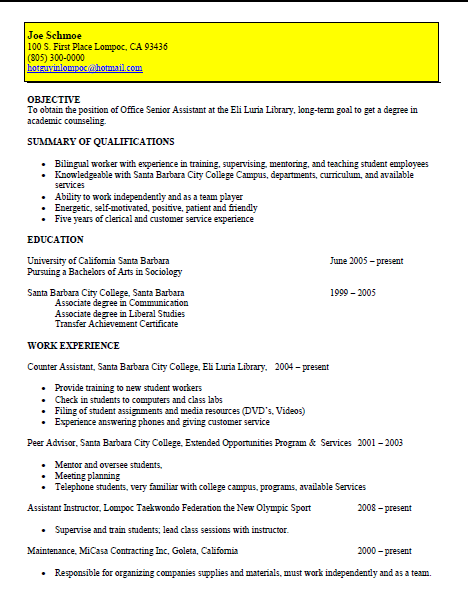 Joe Schmoe
100 S. First Place Lompoc, CA 93436
(805) 300-0000
hotguyinlompoc@hotmail.com
OBJECTIVE
To obtain the position of Office Senior Assistant at the Eli Luria Library, long-term goal to get a degree in
academic counseling.
SUMMARY OF QUALIFICATIONS
• Bilingual worker with experience in training, supervising, mentoring, and teaching student employees
• Knowledgeable with Santa Barbara City College Campus, departments, curriculum, and available
services
• Ability to work independently and as a team player
• Energetic, self-motivated, positive, patient and friendly
• Five years of clerical and customer service experience
EDUCATION
University of California Santa Barbara June 2005 – present
Pursuing a Bachelors of Arts in Sociology
Santa Barbara City College, Santa Barbara 1999 – 2005
Associate degree in Communication
Associate degree in Liberal Studies
Transfer Achievement Certificate
WORK EXPERIENCE
Counter Assistant, Santa Barbara City College, Eli Luria Library, 2004 – present
• Provide training to new student workers
• Check in students to computers and class labs
• Filing of student assignments and media resources (DVD's, Videos)
• Experience answering phones and giving customer service
Peer Advisor, Santa Barbara City College, Extended Opportunities Program & Services 2001 – 2003
• Mentor and oversee students,
• Meeting planning
• Telephone students, very familiar with college campus, programs, available Services
Assistant Instructor, Lompoc Taekwondo Federation the New Olympic Sport 2008 - present
• Supervise and train students; lead class sessions with instructor.
Maintenance, MiCasa Contracting Inc, Goleta, California 2000 – present
• Responsible for organizing companies supplies and materials, must work independently and as a team.